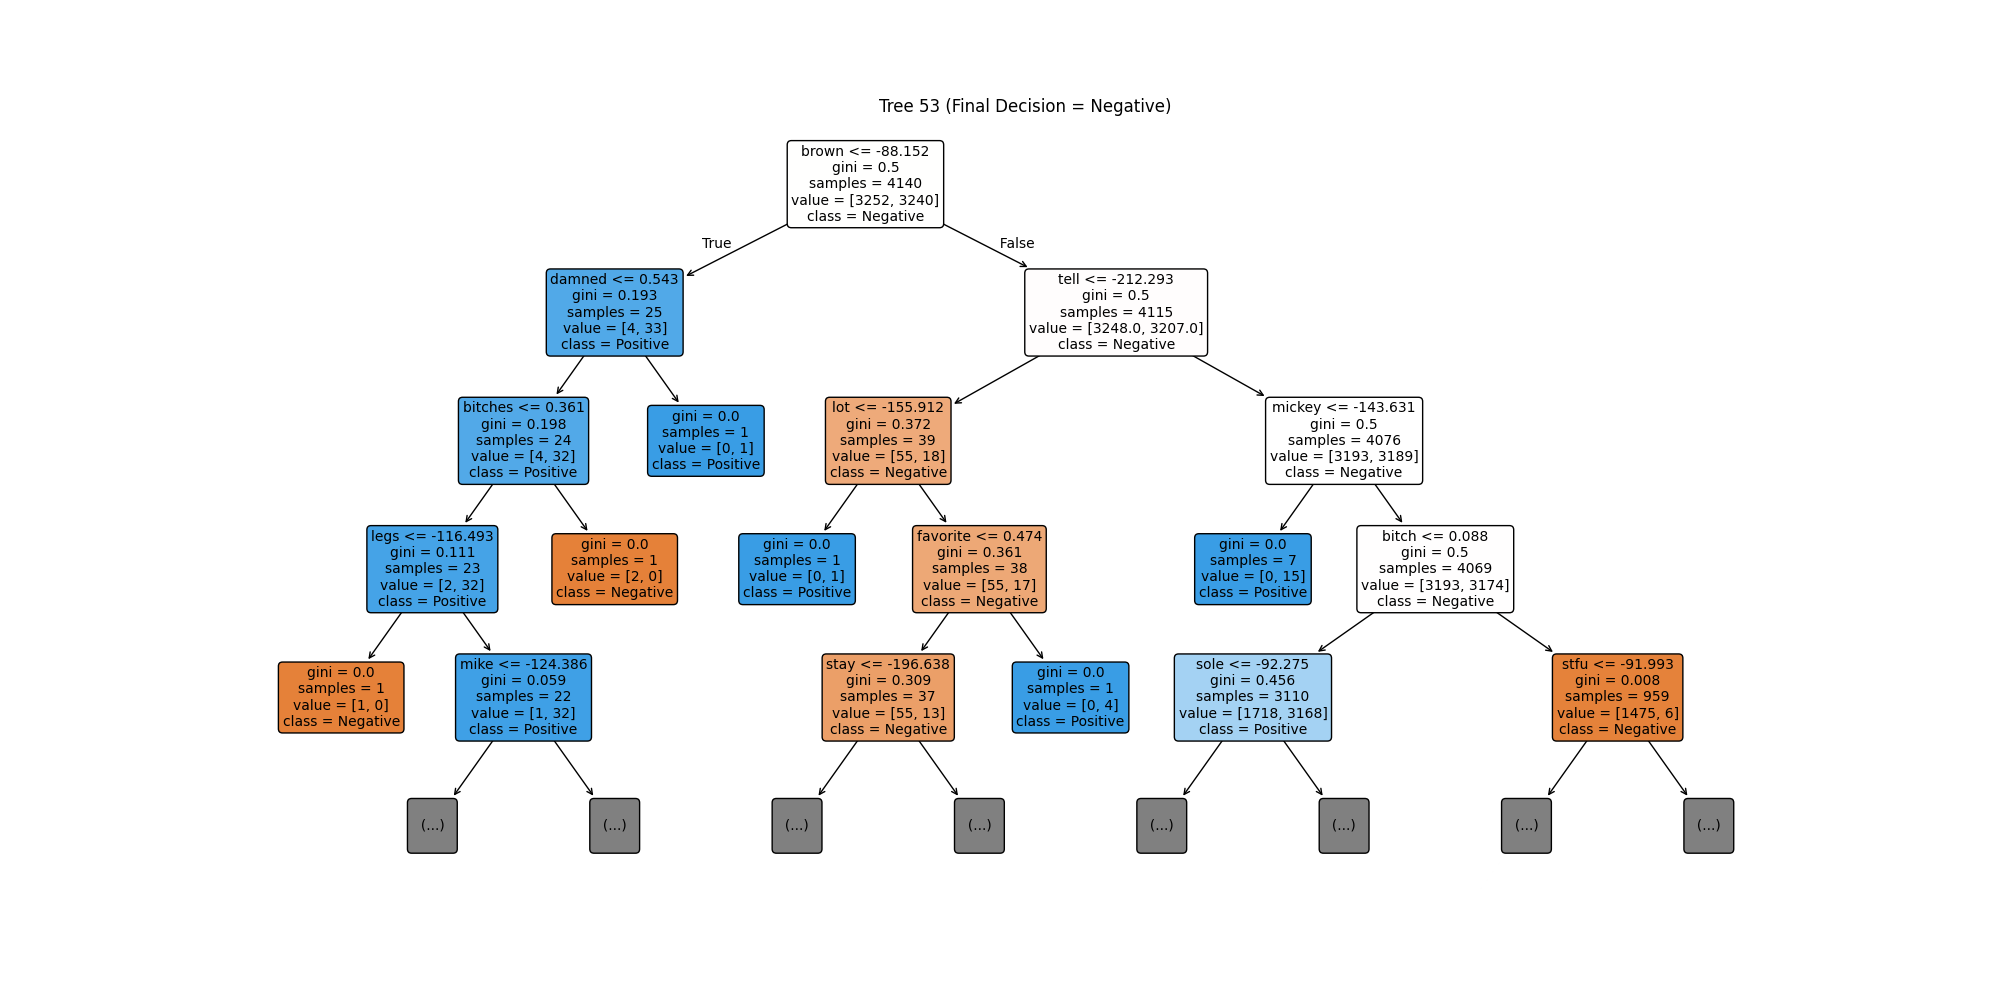 Tree 53 (Final Decision = Negative)
brown <= -88.152
gini = 0.5
samples = 4140
value = [3252, 3240]
class = Negative
True
False
damned <= 0.543
gini = 0.193
samples = 25
value = [4, 33]
class = Positive
tell <= -212.293
gini = 0.5
samples = 4115
value = [3248.0, 3207.0]
class = Negative
bitches <= 0.361
gini = 0.198
samples = 24
value = [4, 32]
class = Positive
gini = 0.0
samples = 1
value = [0, 1]
class = Positive
lot <= -155.912
gini = 0.372
samples = 39
value = [55, 18]
class = Negative
mickey <= -143.631
gini = 0.5
samples = 4076
value = [3193, 3189]
class = Negative
legs <= -116.493
gini = 0.111
samples = 23
value = [2, 32]
class = Positive
gini = 0.0
samples = 1
value = [2, 0]
class = Negative
gini = 0.0
samples = 1
value = [0, 1]
class = Positive
favorite <= 0.474
gini = 0.361
samples = 38
value = [55, 17]
class = Negative
gini = 0.0
samples = 7
value = [0, 15]
class = Positive
bitch <= 0.088
gini = 0.5
samples = 4069
value = [3193, 3174]
class = Negative
gini = 0.0
samples = 1
value = [1, 0]
class = Negative
mike <= -124.386
gini = 0.059
samples = 22
value = [1, 32]
class = Positive
stay <= -196.638
gini = 0.309
samples = 37
value = [55, 13]
class = Negative
gini = 0.0
samples = 1
value = [0, 4]
class = Positive
sole <= -92.275
gini = 0.456
samples = 3110
value = [1718, 3168]
class = Positive
stfu <= -91.993
gini = 0.008
samples = 959
value = [1475, 6]
class = Negative
(...)
(...)
(...)
(...)
(...)
(...)
(...)
(...)